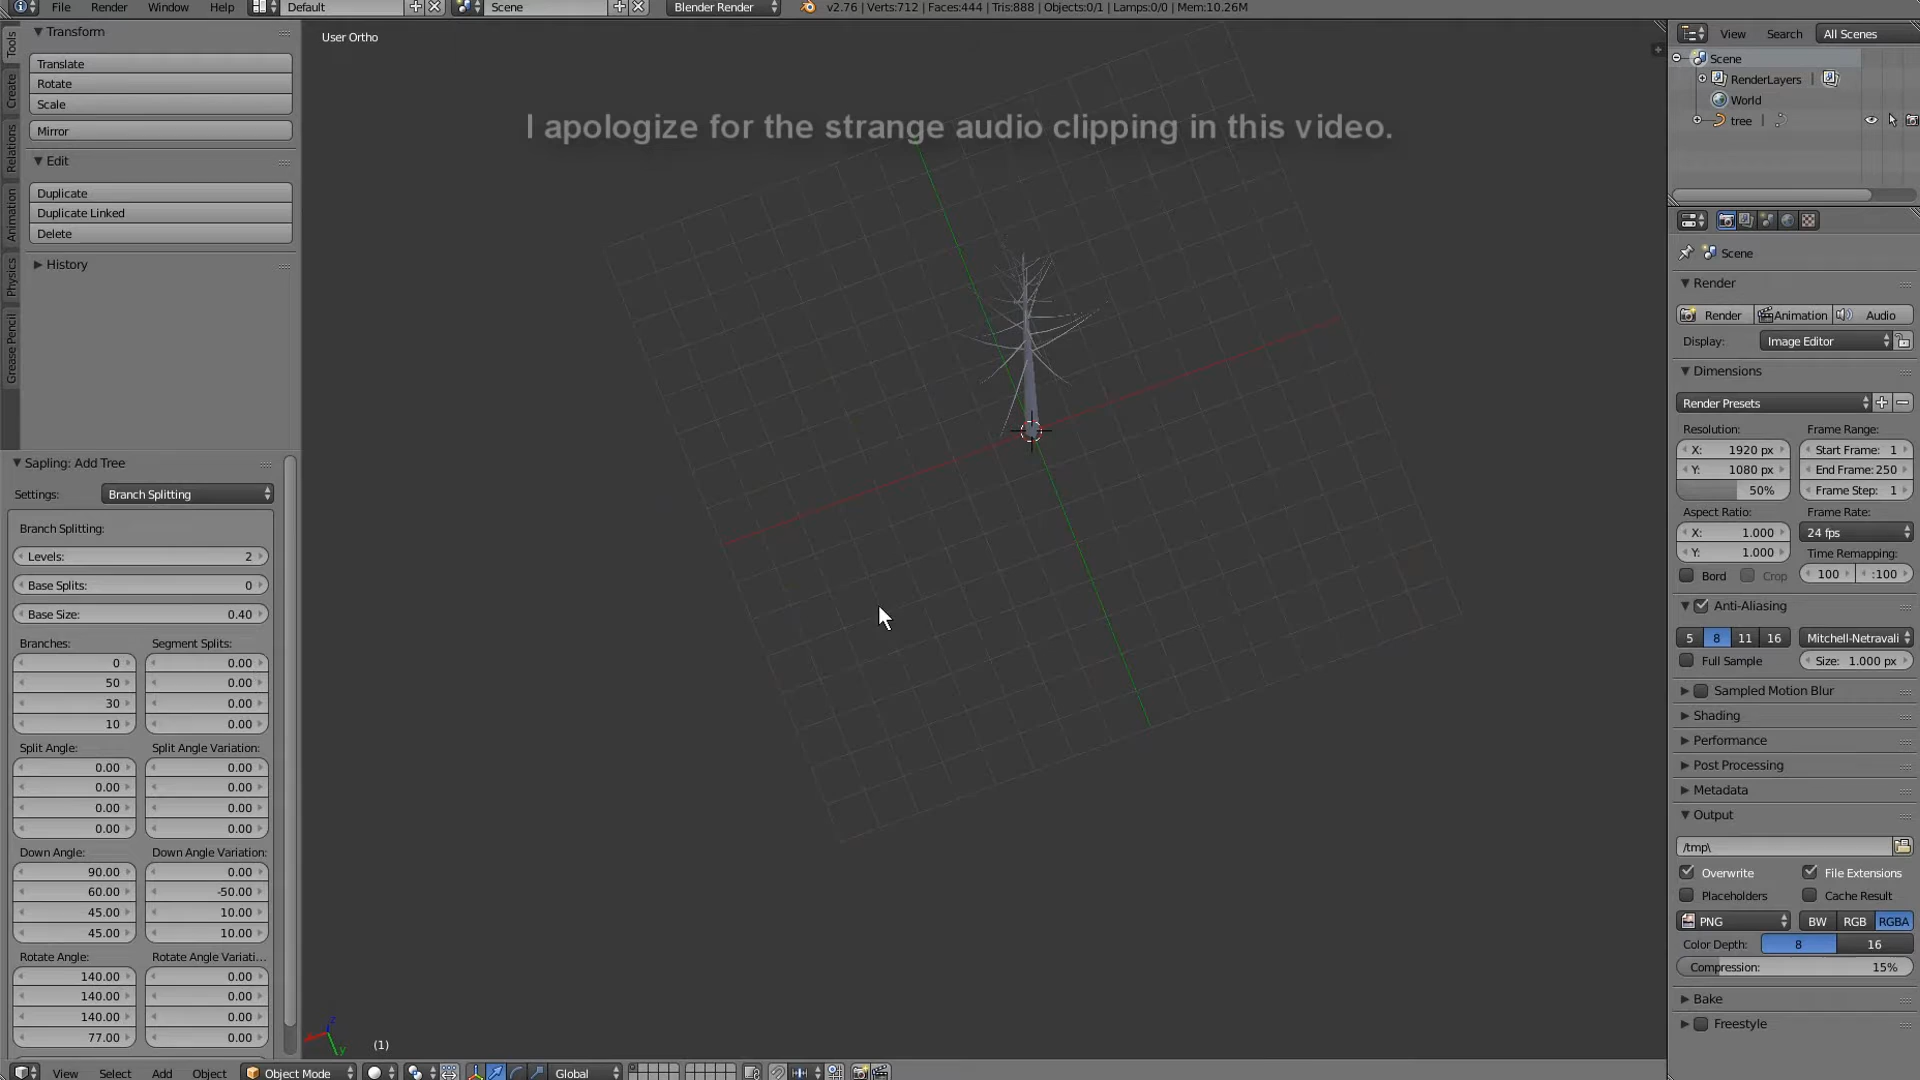 File Render Window Help Default Scene Blender Render v2.76 | Verts:712 | Faces:444 | Tris:888 | Objects:0/1 | Lamps:0/0 | Mem:10.26M
Tools
Create
Relations
Animation
Physics
Grease Pencil
Transform
Translate
Rotate
Scale
Mirror
Edit
Duplicate
Duplicate Linked
Delete
History
Sapling: Add Tree
Settings: Branch Splitting
Branch Splitting:
Levels: 2
Base Splits: 0
Base Size: 0.40
Branches: Segment Splits:
0 0.00
50 0.00
30 0.00
10 0.00
Split Angle: Split Angle Variation:
0.00 0.00
0.00 0.00
0.00 0.00
0.00 0.00
Down Angle: Down Angle Variation:
90.00 0.00
60.00 -50.00
45.00 10.00
45.00 10.00
Rotate Angle: Rotate Angle Variati...
140.00 0.00
140.00 0.00
140.00 0.00
77.00 0.00
User Ortho
I apologize for the strange audio clipping in this video.
z
y
(1)
View Select Add Object Object Mode Global
View Search All Scenes
Scene
RenderLayers |
World
tree |
Scene
Render
Render Animation Audio
Display: Image Editor
Dimensions
Render Presets
Resolution: Frame Range:
X: 1920 px Start Frame: 1
Y: 1080 px End Frame: 250
50% Frame Step: 1
Aspect Ratio: Frame Rate:
X: 1.000 24 fps
Y: 1.000 Time Remapping:
Bord Crop 100 :100
Anti-Aliasing
5 8 11 16 Mitchell-Netravali
Full Sample Size: 1.000 px
Sampled Motion Blur
Shading
Performance
Post Processing
Metadata
Output
/tmp\
Overwrite File Extensions
Placeholders Cache Result
PNG BW RGB RGBA
Color Depth: 8 16
Compression: 15%
Bake
Freestyle